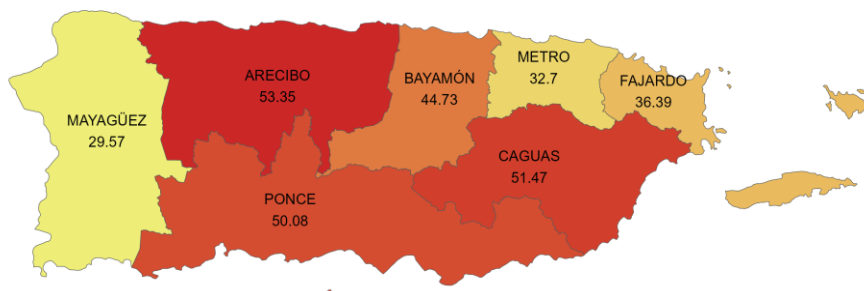 METRO
32.7
ARECIBO
53.35
BAYAMÓN
44.73
FAJARDO
36.39
MAYAGÜEZ
29.57
CAGUAS
51.47
PONCE
50.08